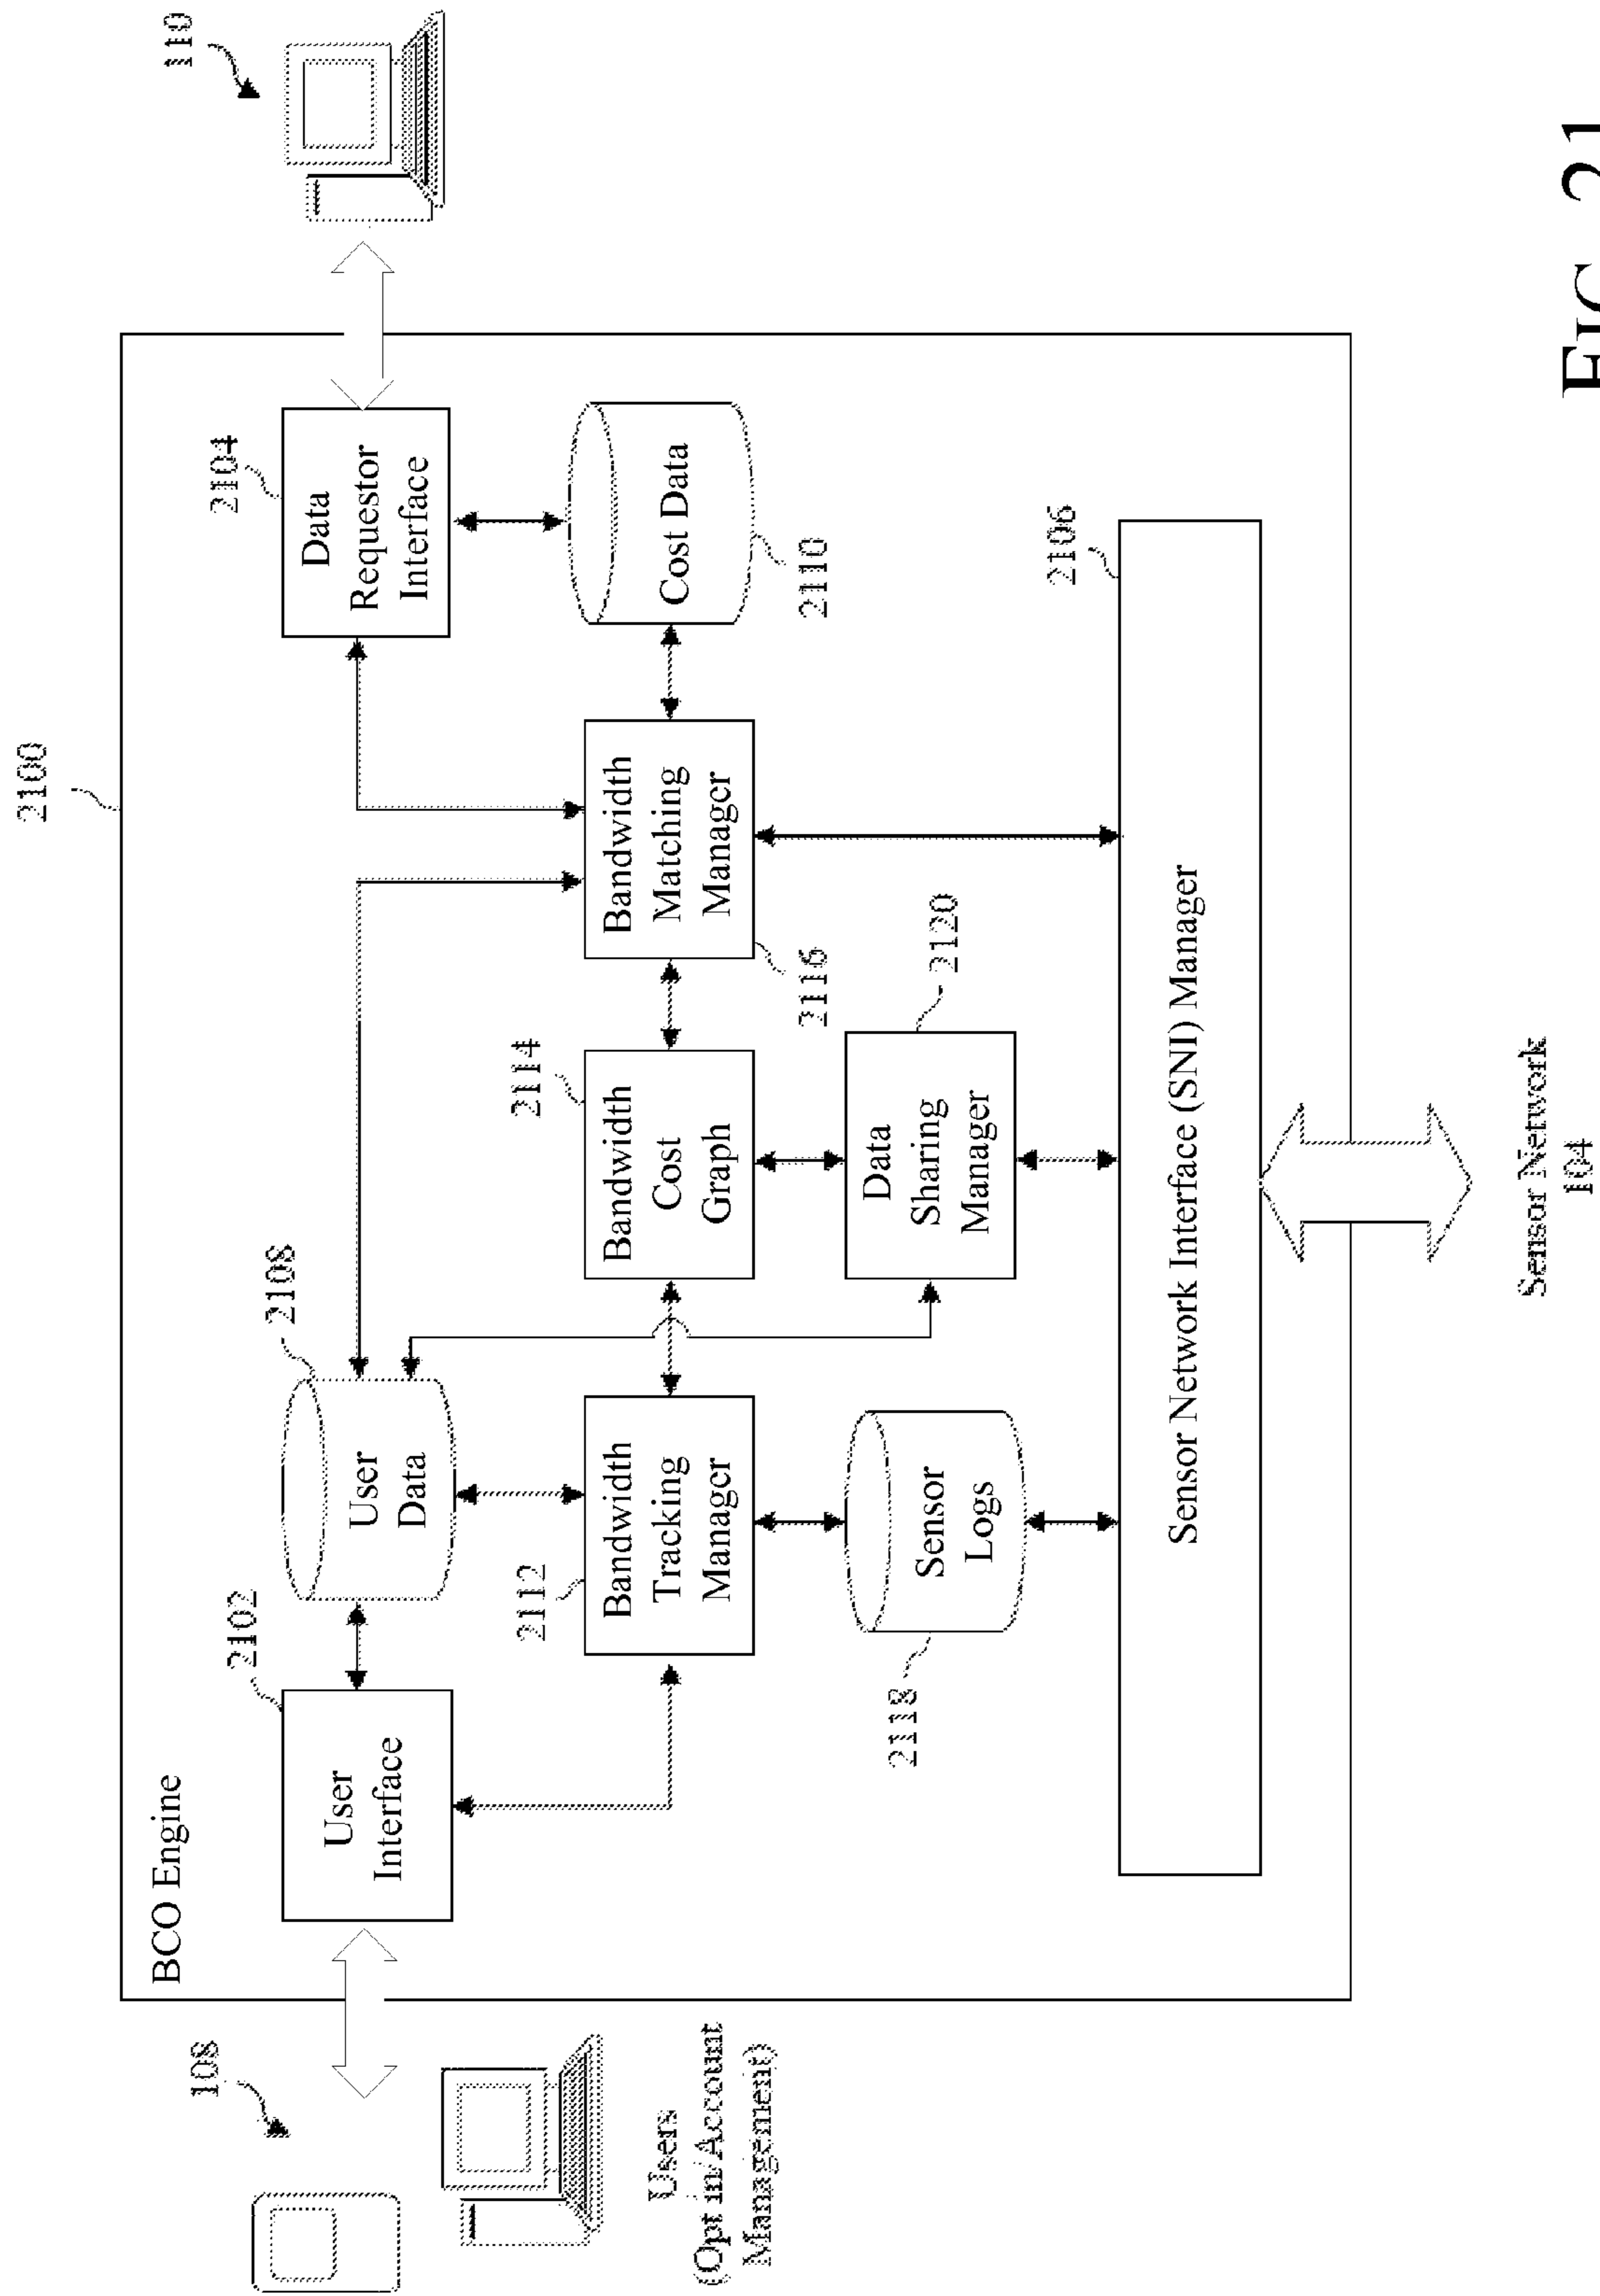 2100
BCO Engine
108
Users
(Opt in/Account
Management)
2102
User
Interface
2108
User
Data
2104
Data
Requestor
Interface
110
2112
Bandwidth
Tracking
Manager
2114
Bandwidth
Cost
Graph
2116
Bandwidth
Matching
Manager
Cost Data
2110
2118
Sensor
Logs
2120
Data
Sharing
Manager
2106
Sensor Network Interface (SNI) Manager
Sensor Network
104
FIG. 21